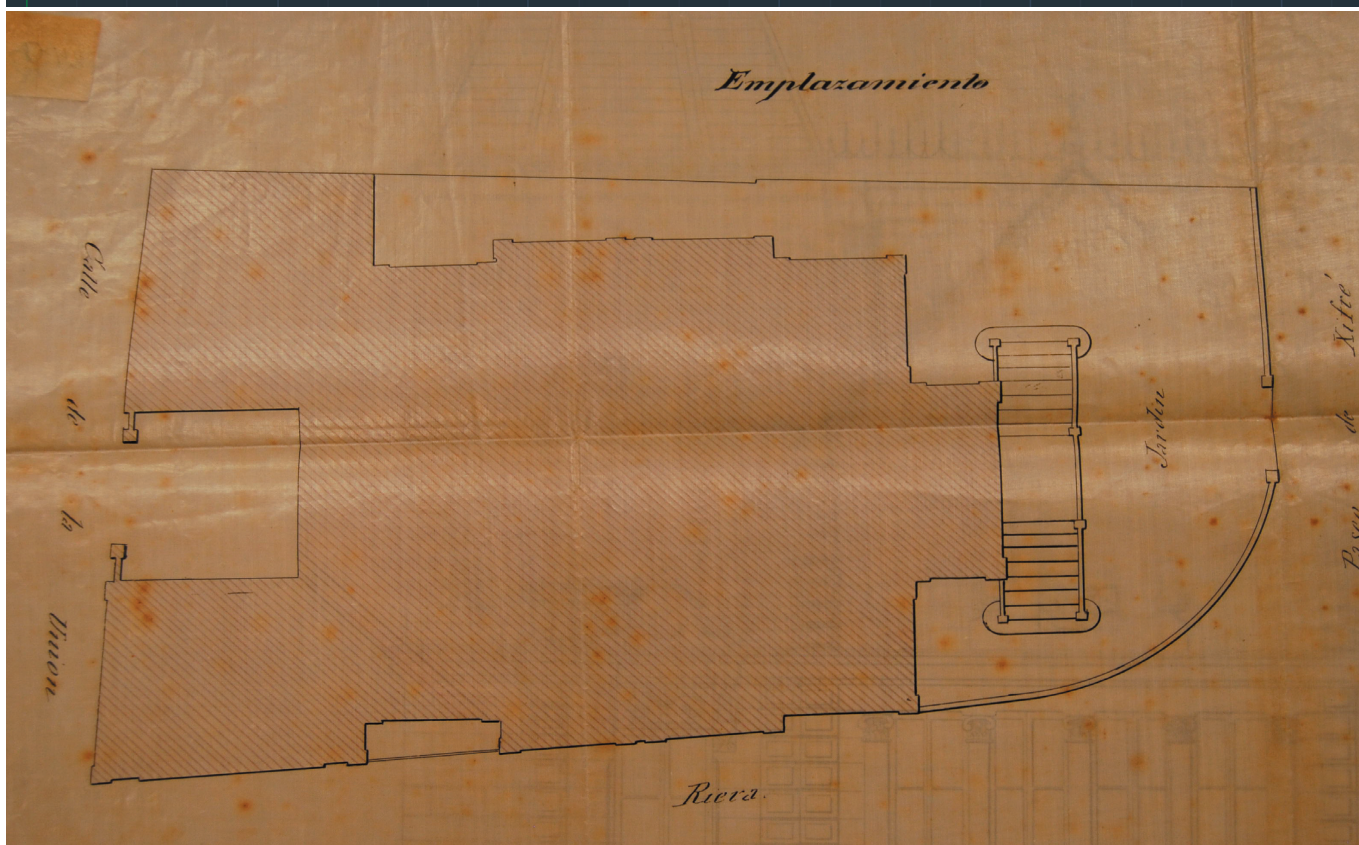 Emplazamiento
Calle de la Union
Jardin
Paseo de Xifré
Riera.